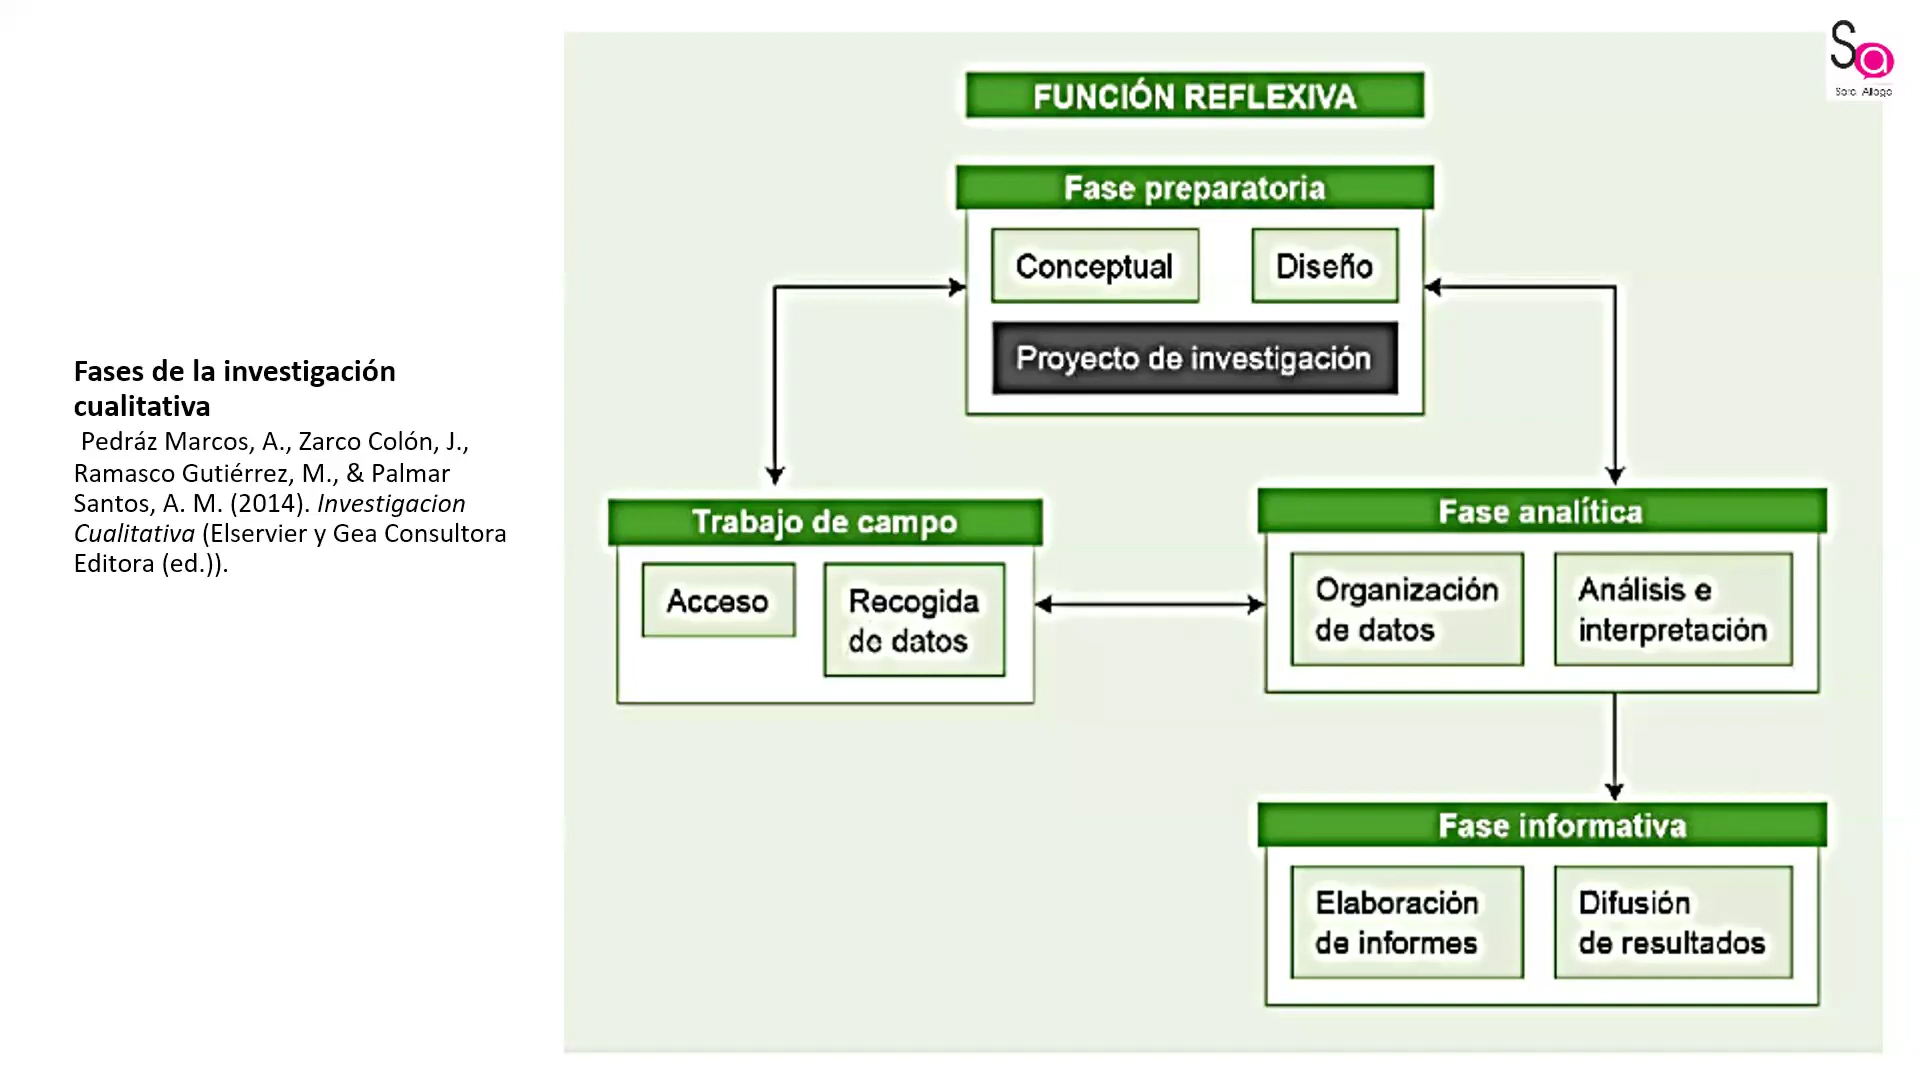 Fases de la investigación
cualitativa
Pedráz Marcos, A., Zarco Colón, J.,
Ramasco Gutiérrez, M., & Palmar
Santos, A. M. (2014). Investigacion
Cualitativa (Elservier y Gea Consultora
Editora (ed.)).
FUNCIÓN REFLEXIVA
Fase preparatoria
Conceptual
Diseño
Proyecto de investigación
Trabajo de campo
Acceso
Recogida
de datos
Fase analítica
Organización
de datos
Análisis e
interpretación
Fase informativa
Elaboración
de informes
Difusión
de resultados
Sa